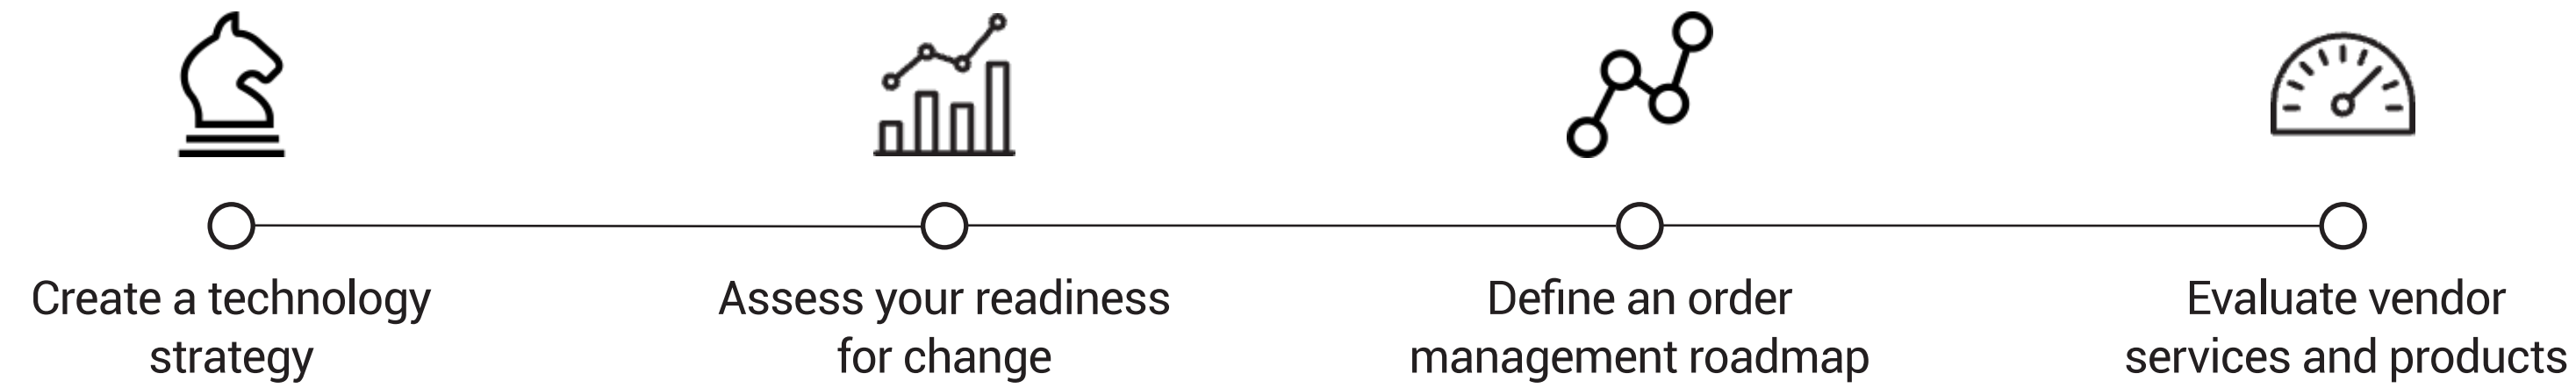 Create a technology
strategy
Assess your readiness
for change
Define an order
management roadmap
Evaluate vendor
services and products